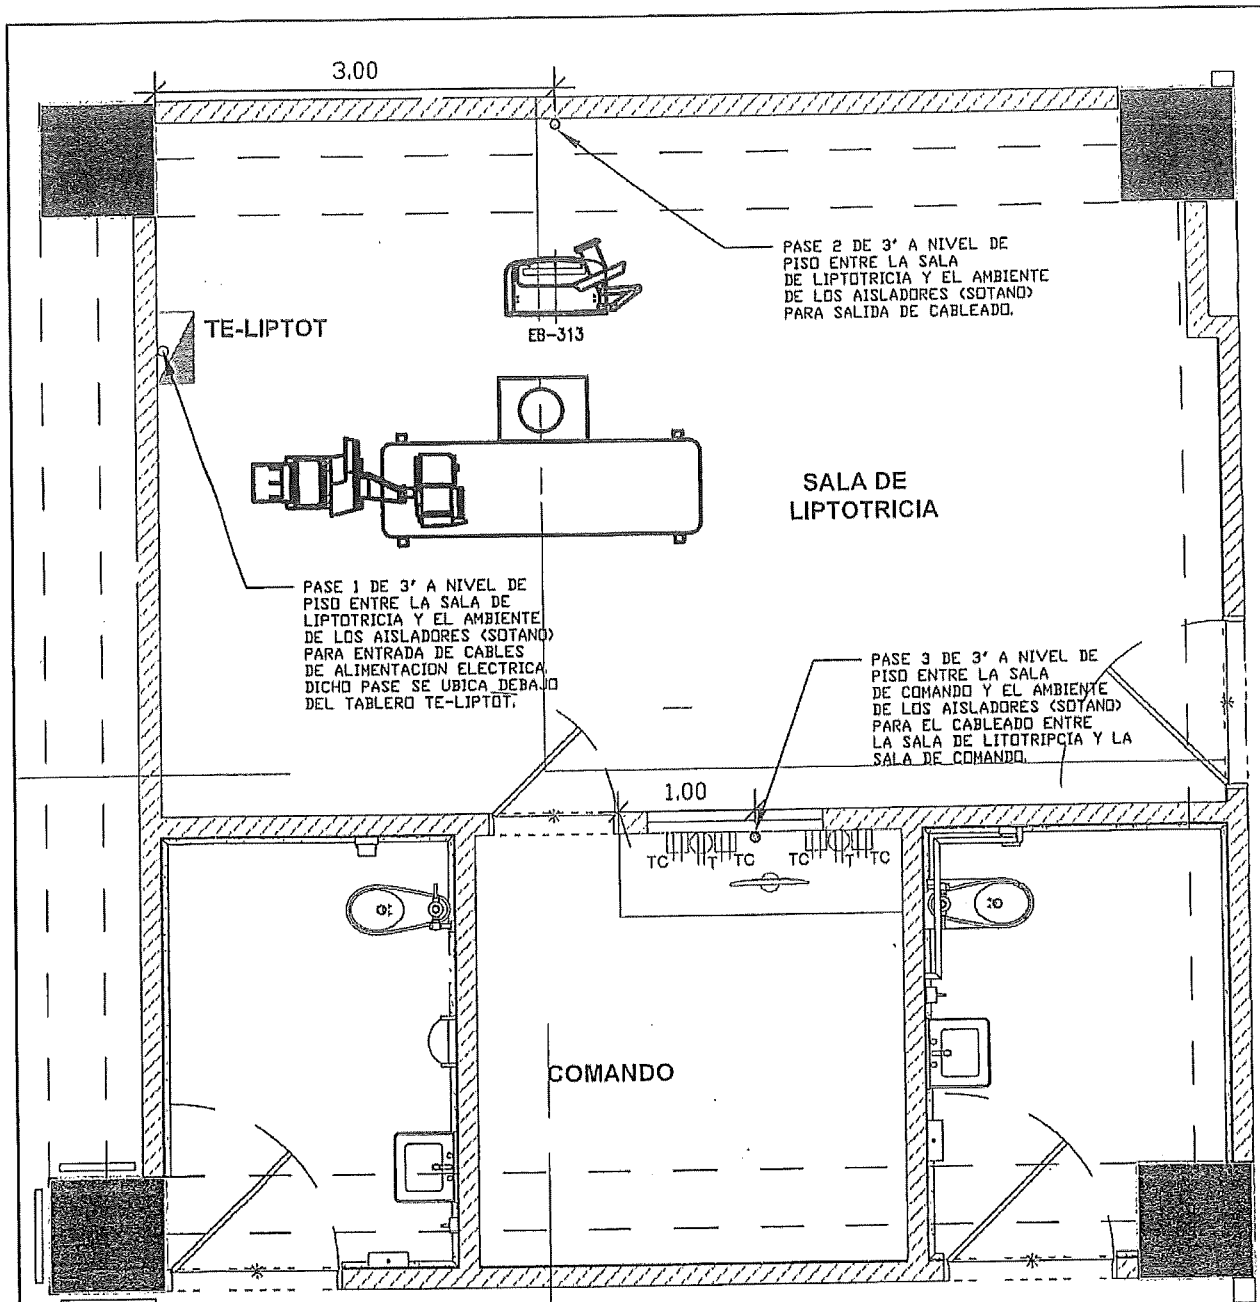 3.00
PASE 2 DE 3" A NIVEL DE
PISO ENTRE LA SALA
DE LIPTOTRICIA Y EL AMBIENTE
DE LOS AISLADORES (SOTANO)
PARA SALIDA DE CABLEADO.
TE-LIPTOT
EB-313
SALA DE
LIPTOTRICIA
PASE 1 DE 3" A NIVEL DE
PISO ENTRE LA SALA DE
LIPTOTRICIA Y EL AMBIENTE
DE LOS AISLADORES (SOTANO)
PARA ENTRADA DE CABLES
DE ALIMENTACION ELECTRICA.
DICHO PASE SE UBICA DEBAJO
DEL TABLERO TE-LIPTOT.
PASE 3 DE 3" A NIVEL DE
PISO ENTRE LA SALA
DE COMANDO Y EL AMBIENTE
DE LOS AISLADORES (SOTANO)
PARA EL CABLEADO ENTRE
LA SALA DE LITOTRIPCIA Y LA
SALA DE COMANDO.
1.00
TC T TC TC T TC
COMANDO